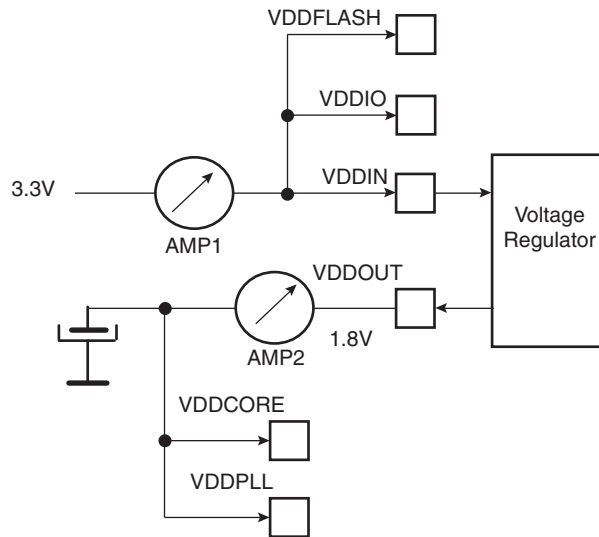 VDDFLASH
VDDIO
VDDIN
3.3V
AMP1
Voltage
Regulator
VDDOUT
1.8V
AMP2
VDDCORE
VDDPLL